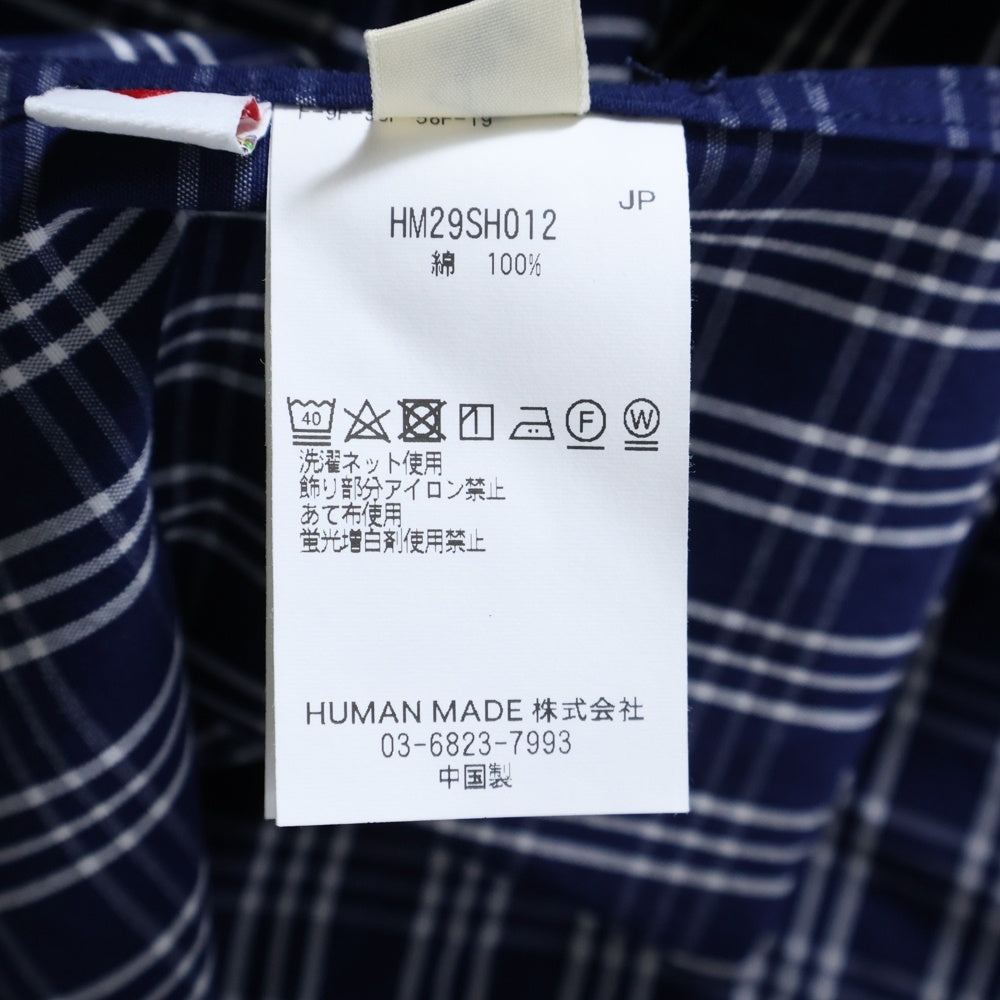 JP
HM29SH012
綿 100%
40
F
W
洗濯ネット使用
飾り部分アイロン禁止
あて布使用
蛍光増白剤使用禁止
HUMAN MADE 株式会社
03-6823-7993
中国製